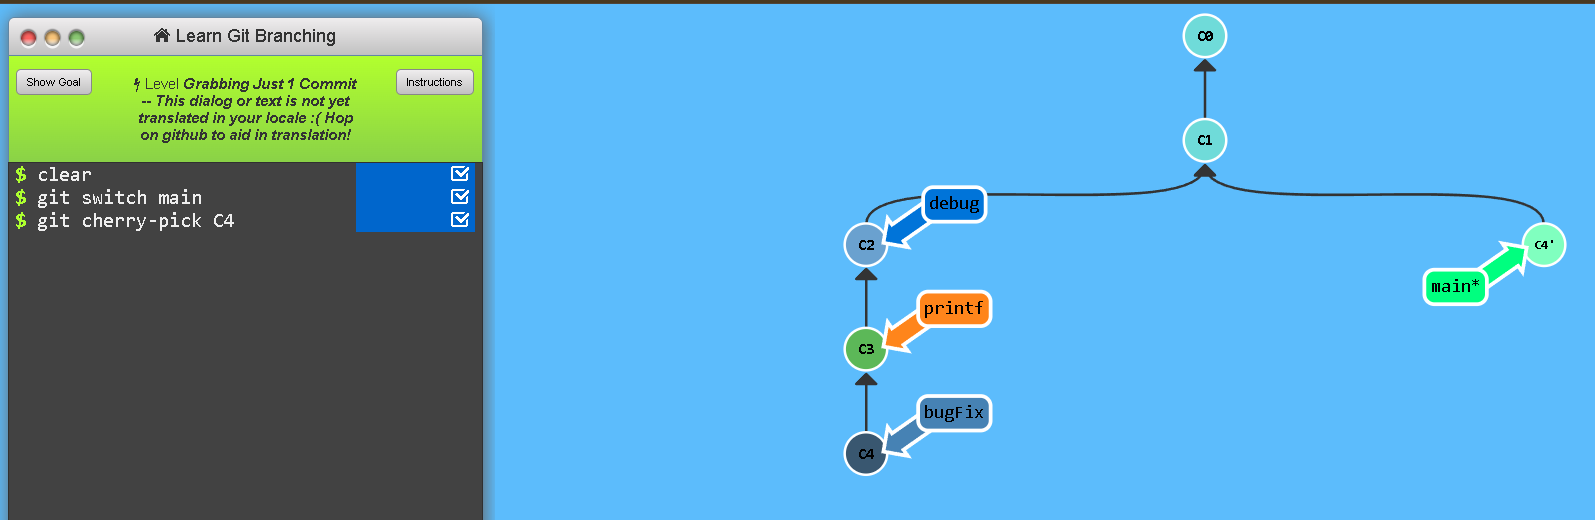 Learn Git Branching
Show Goal
Level Grabbing Just 1 Commit
-- This dialog or text is not yet
translated in your locale :( Hop
on github to aid in translation!
Instructions
$ clear
$ git switch main
$ git cherry-pick C4
C0
C1
debug
C2
C4'
main*
printf
C3
bugFix
C4